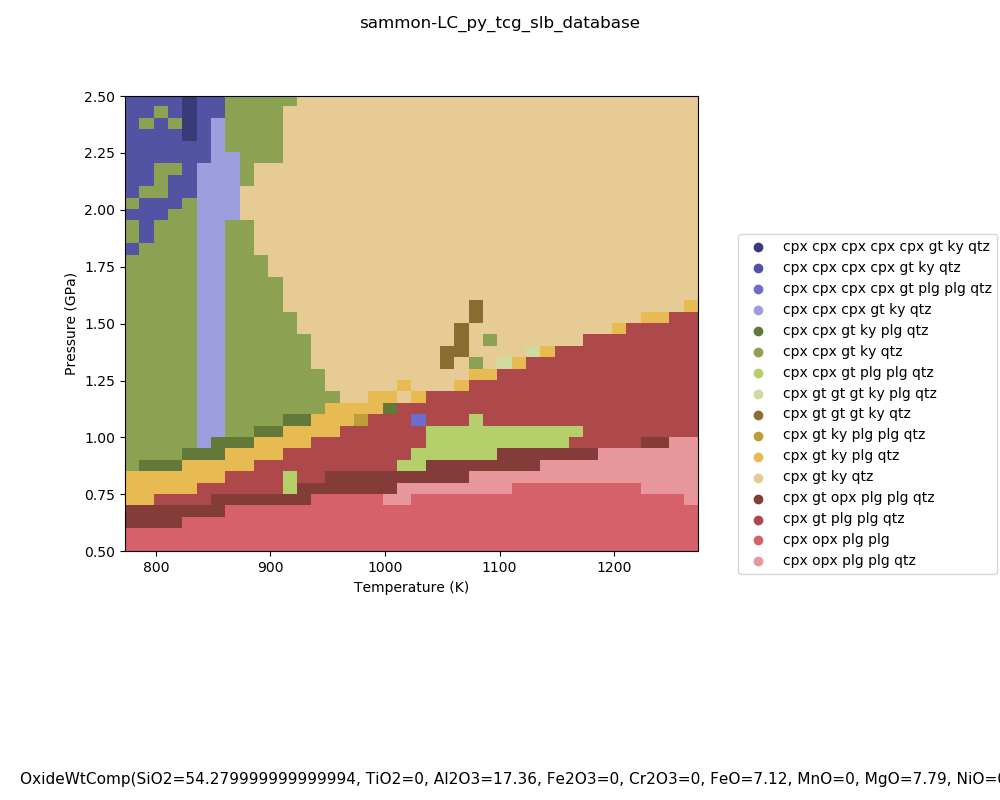 sammon-LC_py_tcg_slb_database
2.50
2.25
2.00
1.75
1.50
1.25
1.00
0.75
0.50
Pressure (GPa)
800
900
1000
1100
1200
Temperature (K)
cpx cpx cpx cpx cpx gt ky qtz
cpx cpx cpx cpx gt ky qtz
cpx cpx cpx cpx gt plg plg qtz
cpx cpx cpx gt ky qtz
cpx cpx gt ky plg qtz
cpx cpx gt ky qtz
cpx cpx gt plg plg qtz
cpx gt gt gt ky plg qtz
cpx gt gt gt ky qtz
cpx gt ky plg plg qtz
cpx gt ky plg qtz
cpx gt ky qtz
cpx gt opx plg plg qtz
cpx gt plg plg qtz
cpx opx plg plg
cpx opx plg plg qtz
OxideWtComp(SiO2=54.279999999999994, TiO2=0, Al2O3=17.36, Fe2O3=0, Cr2O3=0, FeO=7.12, MnO=0, MgO=7.79, NiO=0